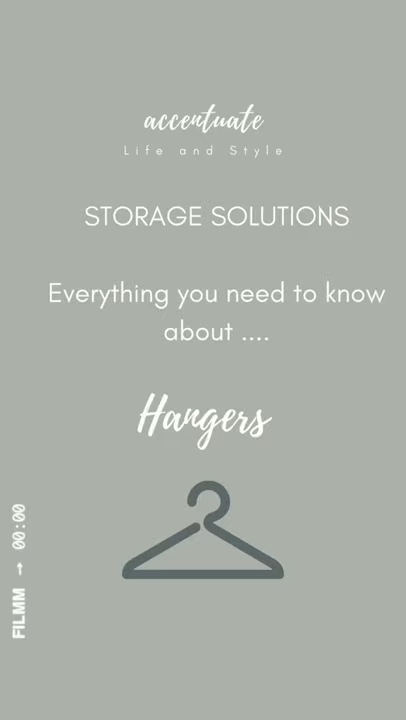 accentuate
Life and Style
STORAGE SOLUTIONS
Everything you need to know
about ....
Hangers
FILMM → 00:00